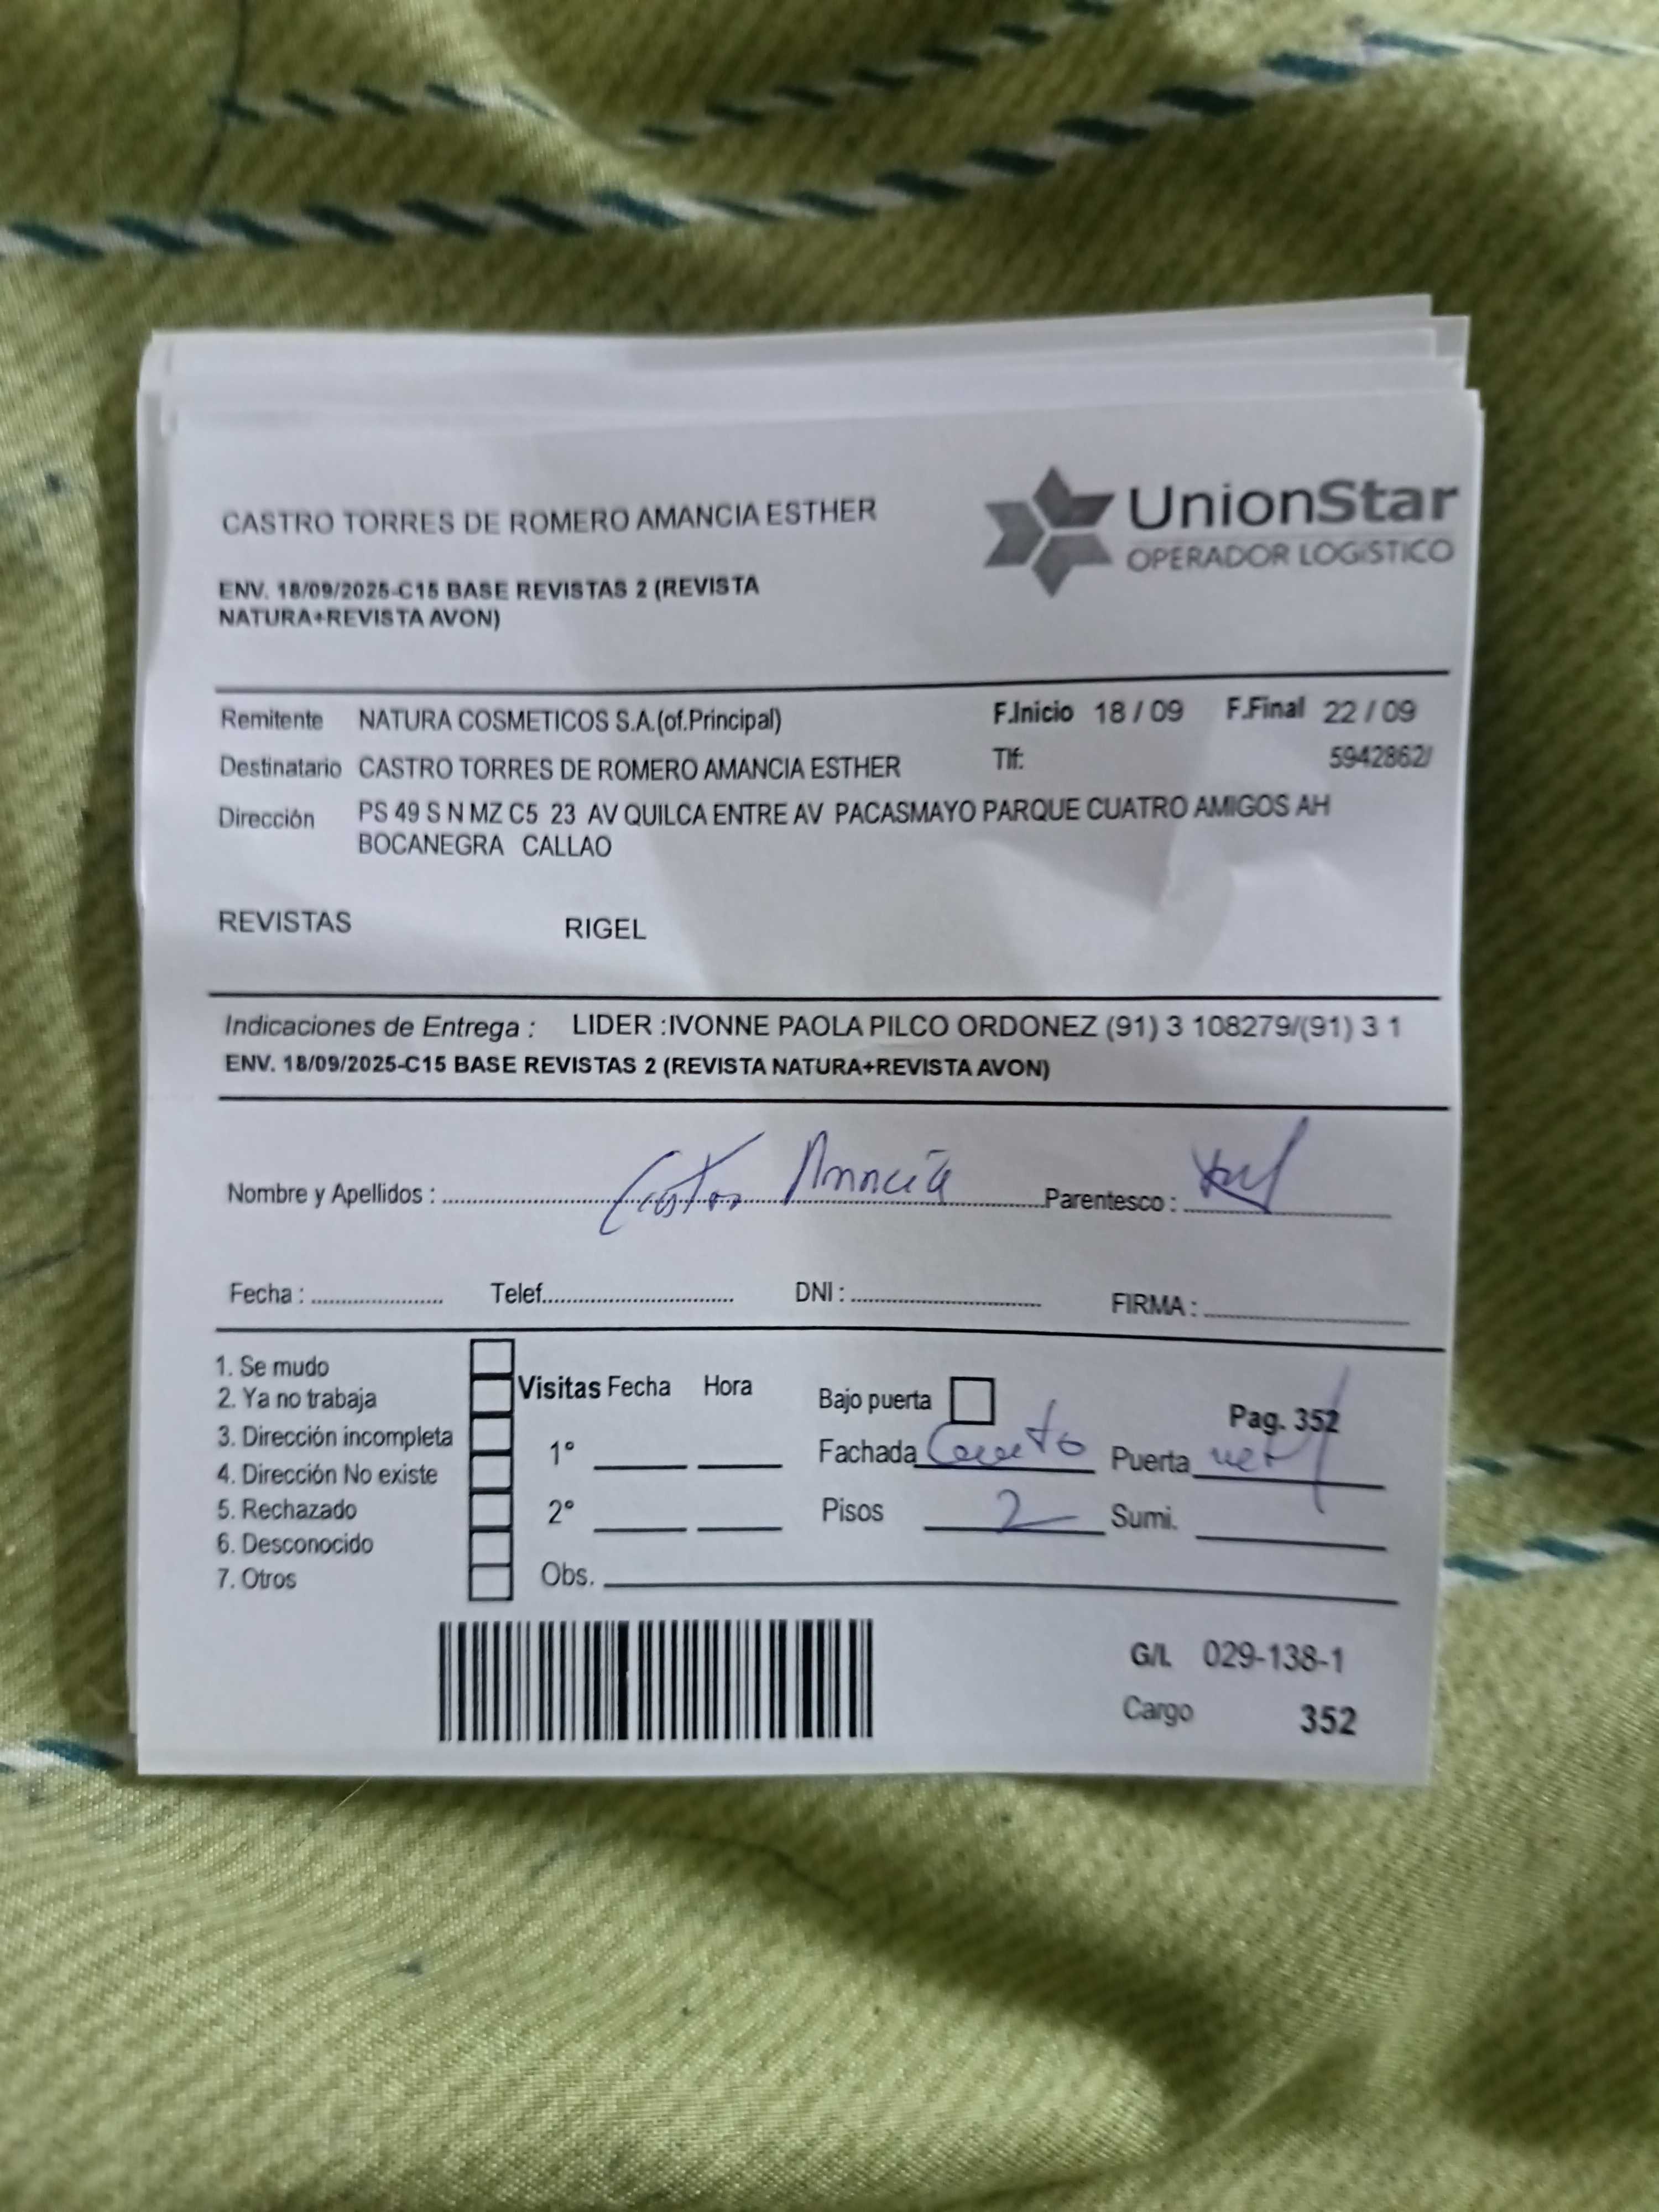 CASTRO TORRES DE ROMERO AMANCIA ESTHER
UnionStar
OPERADOR LOGíSTICO
ENV. 18/09/2025-C15 BASE REVISTAS 2 (REVISTA
NATURA+REVISTA AVON)
Remitente NATURA COSMETICOS S.A.(of.Principal) F.Inicio 18 / 09 F.Final 22 / 09
Destinatario CASTRO TORRES DE ROMERO AMANCIA ESTHER Tlf: 5942862/
Dirección PS 49 S N MZ C5 23 AV QUILCA ENTRE AV PACASMAYO PARQUE CUATRO AMIGOS AH
BOCANEGRA CALLAO
REVISTAS RIGEL
Indicaciones de Entrega : LIDER :IVONNE PAOLA PILCO ORDONEZ (91) 3 108279/(91) 3 1
ENV. 18/09/2025-C15 BASE REVISTAS 2 (REVISTA NATURA+REVISTA AVON)
Nombre y Apellidos : Castro Amancia Parentesco :
Fecha : Telef. DNI : FIRMA :
1. Se mudo
2. Ya no trabaja
3. Dirección incompleta
4. Dirección No existe
5. Rechazado
6. Desconocido
7. Otros
Visitas Fecha Hora
1°
2°
Obs.
Bajo puerta Pag. 352
Fachada Puerta
Pisos 2 Sumi.
G/I. 029-138-1
Cargo 352